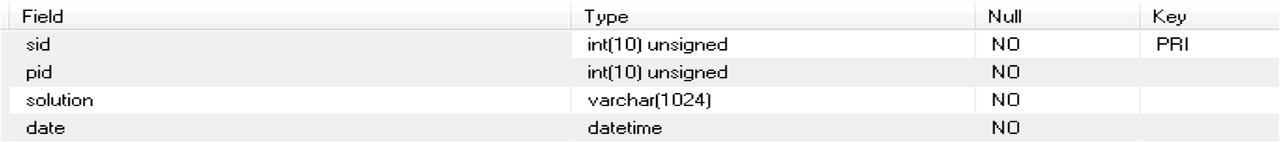 Field Type Null Key
sid int(10) unsigned NO PRI
pid int(10) unsigned NO
solution varchar(1024) NO
date datetime NO